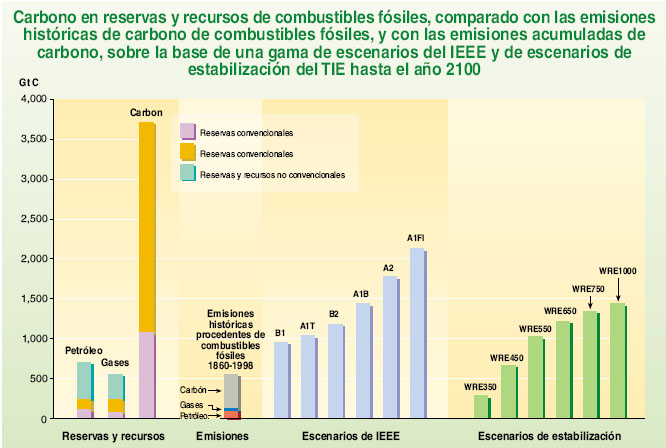 Carbono en reservas y recursos de combustibles fósiles, comparado con las emisiones
históricas de carbono de combustibles fósiles, y con las emisiones acumuladas de
carbono, sobre la base de una gama de escenarios del IEEE y de escenarios de
estabilización del TIE hasta el año 2100
Gt C
4,000
3,500
3,000
2,500
2,000
1,500
1,000
500
0
Carbon
Petróleo
Gases
Reservas convencionales
Reservas convencionales
Reservas y recursos no convencionales
Emisiones
históricas
procedentes de
combustibles
fósiles
1860-1998
Carbón
Gases
Petróleo
B1
A1T
B2
A1B
A2
A1FI
WRE350
WRE450
WRE550
WRE650
WRE750
WRE1000
Reservas y recursos
Emisiones
Escenarios de IEEE
Escenarios de estabilización